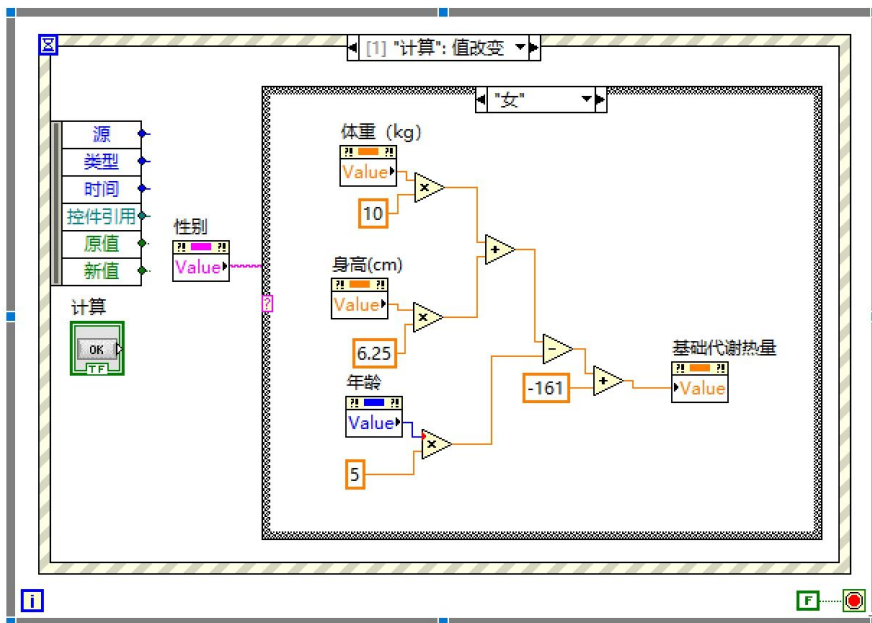 [1] "计算": 值改变
"女"
源
类型
时间
控件引用
原值
新值
性别
Value
计算
OK
TF
体重（kg）
Value
10
身高(cm)
Value
6.25
年龄
Value
5
-161
基础代谢热量
Value
?
i
F